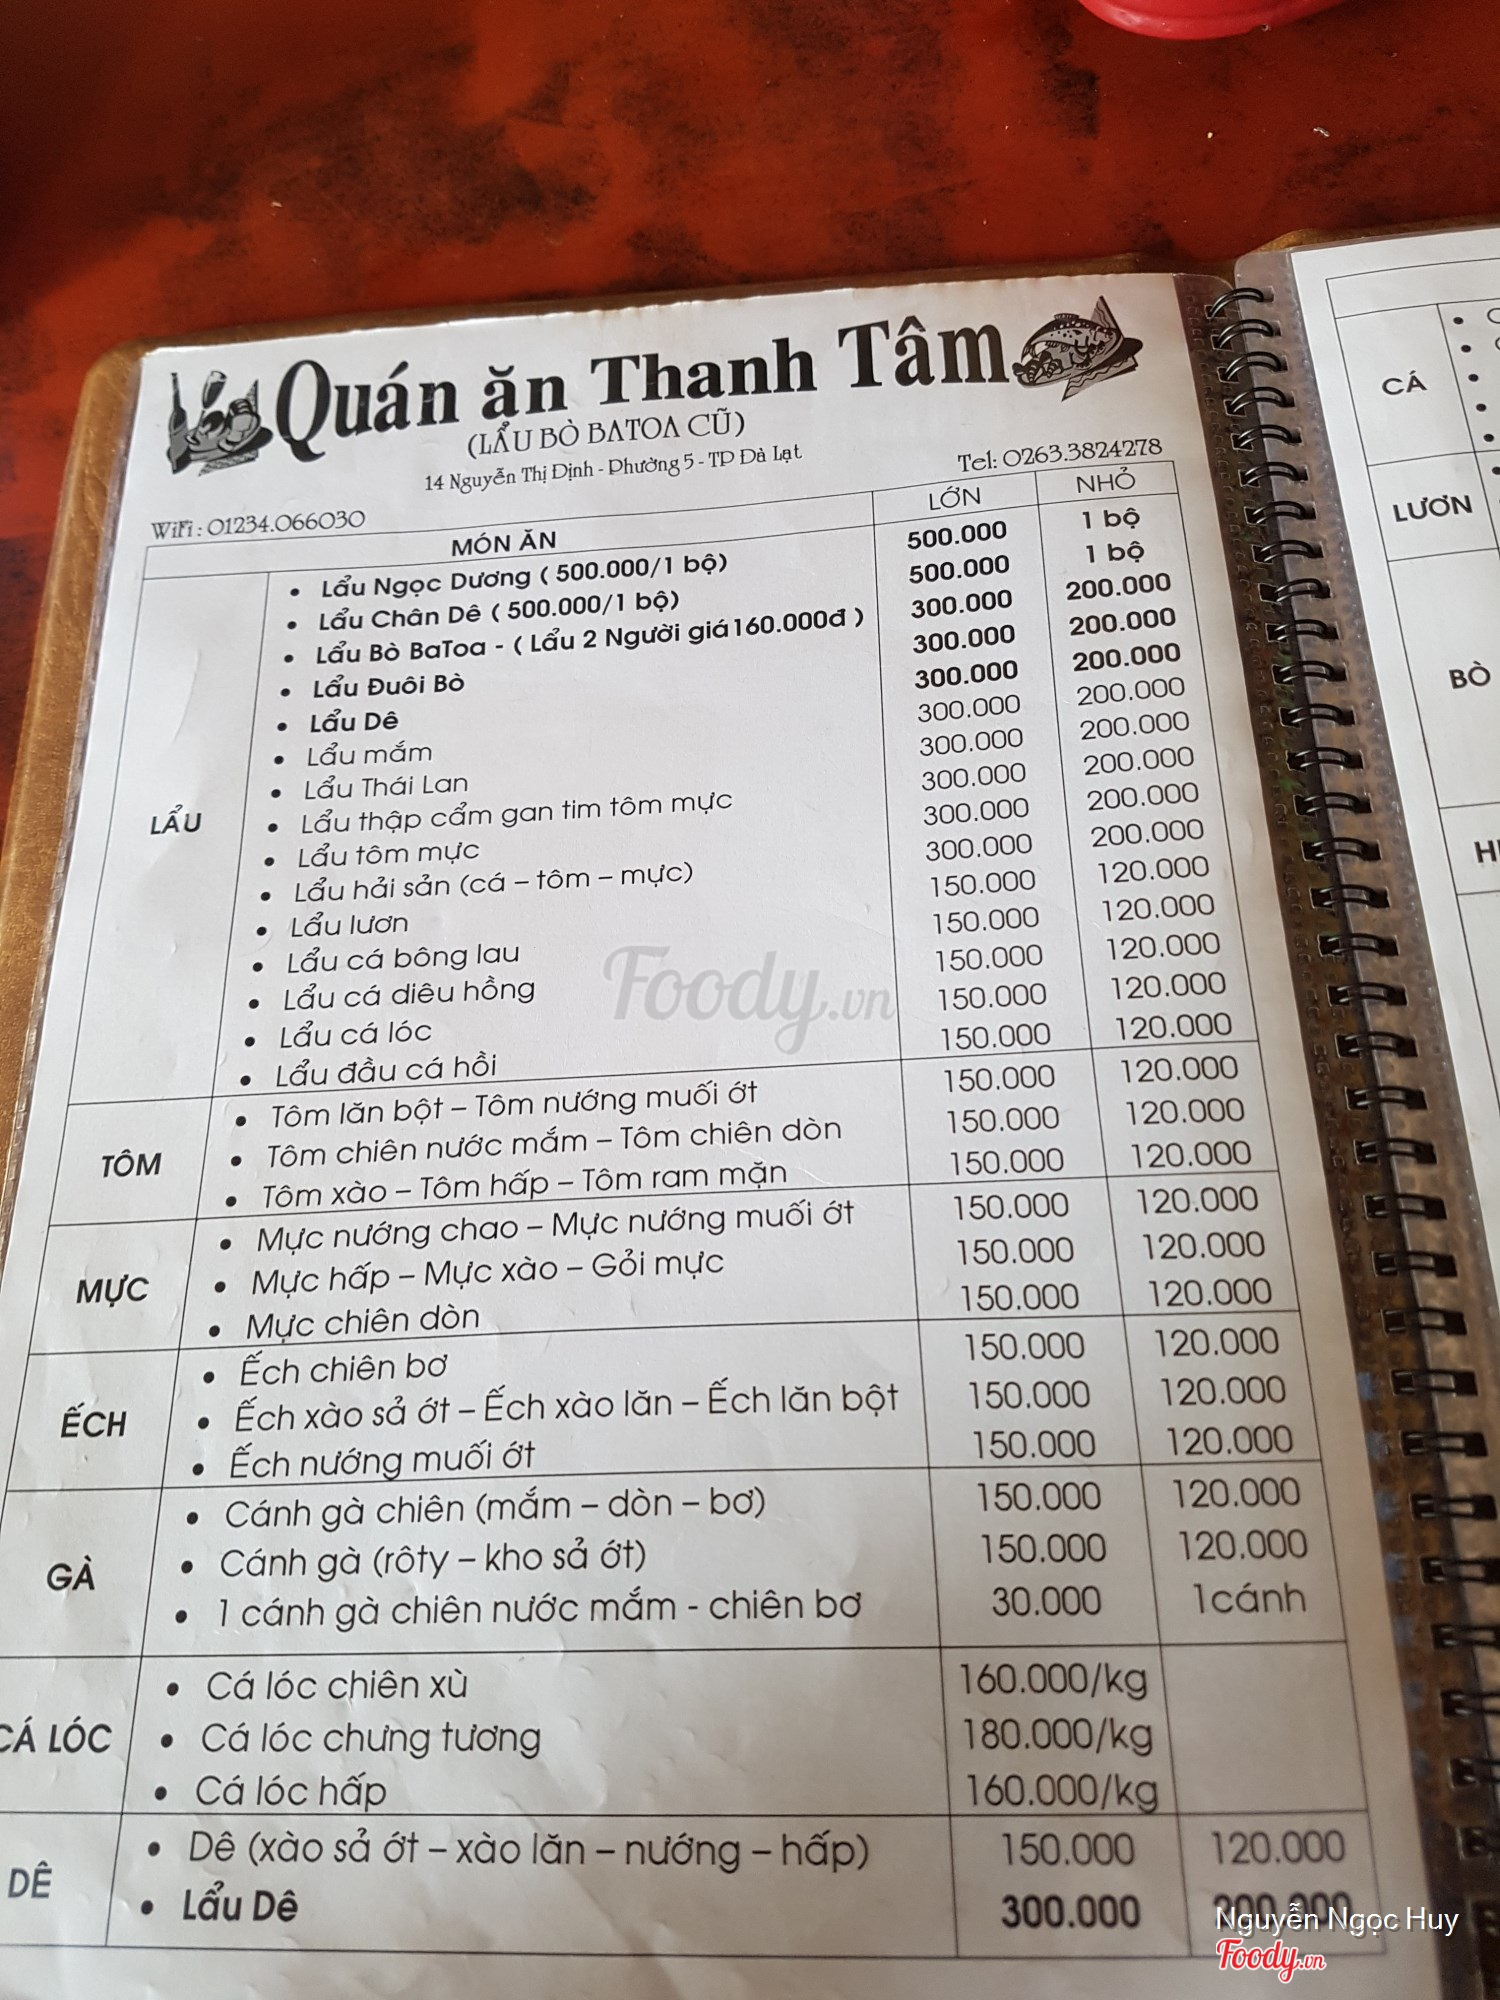 Quán ăn Thanh Tâm
(LẨU BÒ BATOA CŨ)
14 Nguyễn Thị Định - Phường 5 - TP Đà Lạt
WiFi : 01234.066030 Tel: 0263.3824278
MÓN ĂN LỚN NHỎ
LẨU
• Lẩu Ngọc Dương ( 500.000/1 bộ) 500.000 1 bộ
• Lẩu Chân Dê ( 500.000/1 bộ) 500.000 1 bộ
• Lẩu Bò BaToa - ( Lẩu 2 Người giá160.000đ ) 300.000 200.000
• Lẩu Đuôi Bò 300.000 200.000
• Lẩu Dê 300.000 200.000
• Lẩu mắm 300.000 200.000
• Lẩu Thái Lan 300.000 200.000
• Lẩu thập cẩm gan tim tôm mực 300.000 200.000
• Lẩu tôm mực 300.000 200.000
• Lẩu hải sản (cá – tôm – mực) 300.000 200.000
• Lẩu lươn 150.000 120.000
• Lẩu cá bông lau 150.000 120.000
• Lẩu cá diêu hồng 150.000 120.000
• Lẩu cá lóc 150.000 120.000
• Lẩu đầu cá hồi 150.000 120.000
TÔM
• Tôm lăn bột – Tôm nướng muối ớt 150.000 120.000
• Tôm chiên nước mắm – Tôm chiên dòn 150.000 120.000
• Tôm xào – Tôm hấp – Tôm ram mặn 150.000 120.000
MỰC
• Mực nướng chao – Mực nướng muối ớt 150.000 120.000
• Mực hấp – Mực xào – Gỏi mực 150.000 120.000
• Mực chiên dòn 150.000 120.000
ẾCH
• Ếch chiên bơ 150.000 120.000
• Ếch xào sả ớt – Ếch xào lăn – Ếch lăn bột 150.000 120.000
• Ếch nướng muối ớt 150.000 120.000
GÀ
• Cánh gà chiên (mắm – dòn – bơ) 150.000 120.000
• Cánh gà (rôty – kho sả ớt) 150.000 120.000
• 1 cánh gà chiên nước mắm - chiên bơ 30.000 1cánh
CÁ LÓC
• Cá lóc chiên xù 160.000/kg
• Cá lóc chưng tương 180.000/kg
• Cá lóc hấp 160.000/kg
DÊ
• Dê (xào sả ớt – xào lăn – nướng – hấp) 150.000 120.000
• Lẩu Dê 300.000 200.000
CÁ
LƯƠN
BÒ
Foody.vn
Nguyễn Ngọc Huy
Foody.vn